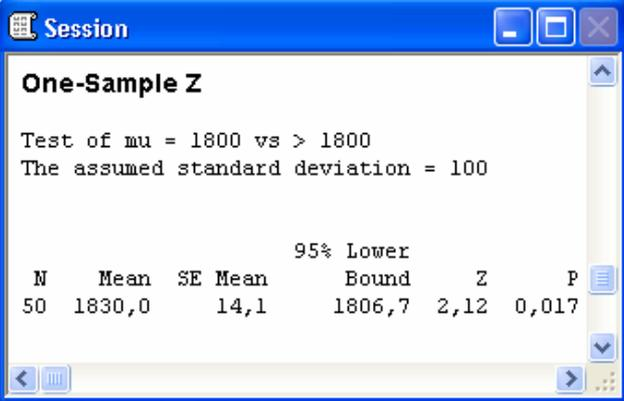 Session
One-Sample Z
Test of mu = 1800 vs > 1800
The assumed standard deviation = 100
95% Lower
N Mean SE Mean Bound Z P
50 1830,0 14,1 1806,7 2,12 0,017